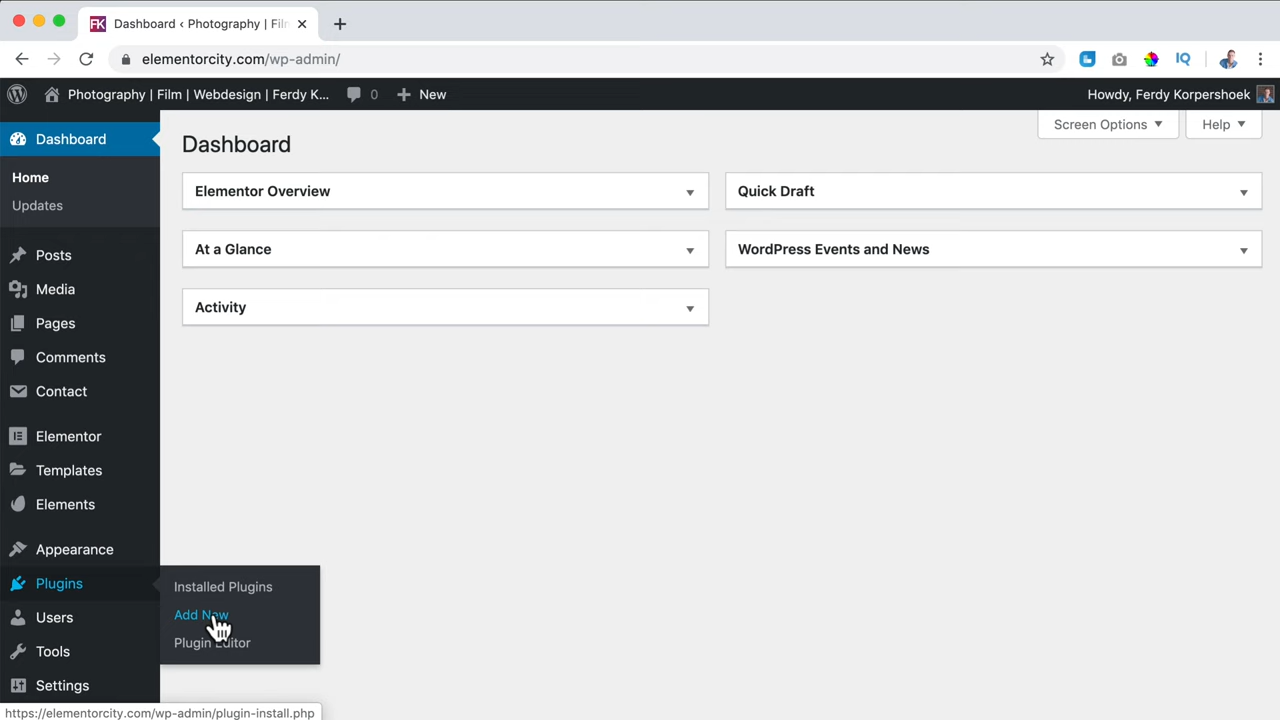 FK Dashboard ‹ Photography | Film
elementorcity.com/wp-admin/
IQ
Photography | Film | Webdesign | Ferdy K...
0
New
Howdy, Ferdy Korpershoek
Dashboard
Home
Updates
Posts
Media
Pages
Comments
Contact
Elementor
Templates
Elements
Appearance
Plugins
Users
Tools
Settings
Installed Plugins
Add New
Plugin Editor
Screen Options
Help
Dashboard
Elementor Overview
Quick Draft
At a Glance
WordPress Events and News
Activity
https://elementorcity.com/wp-admin/plugin-install.php